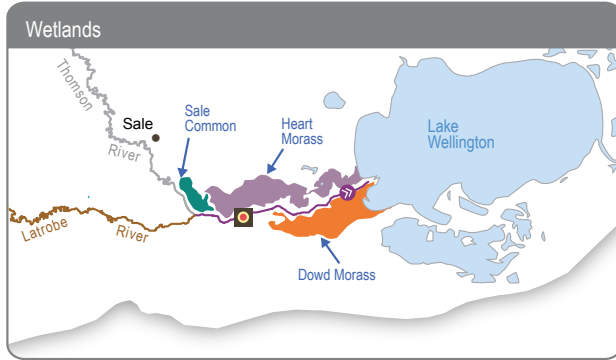 Wetlands
Thomson
River
Sale
Sale
Common
Heart
Morass
Lake
Wellington
Latrobe
River
Dowd Morass